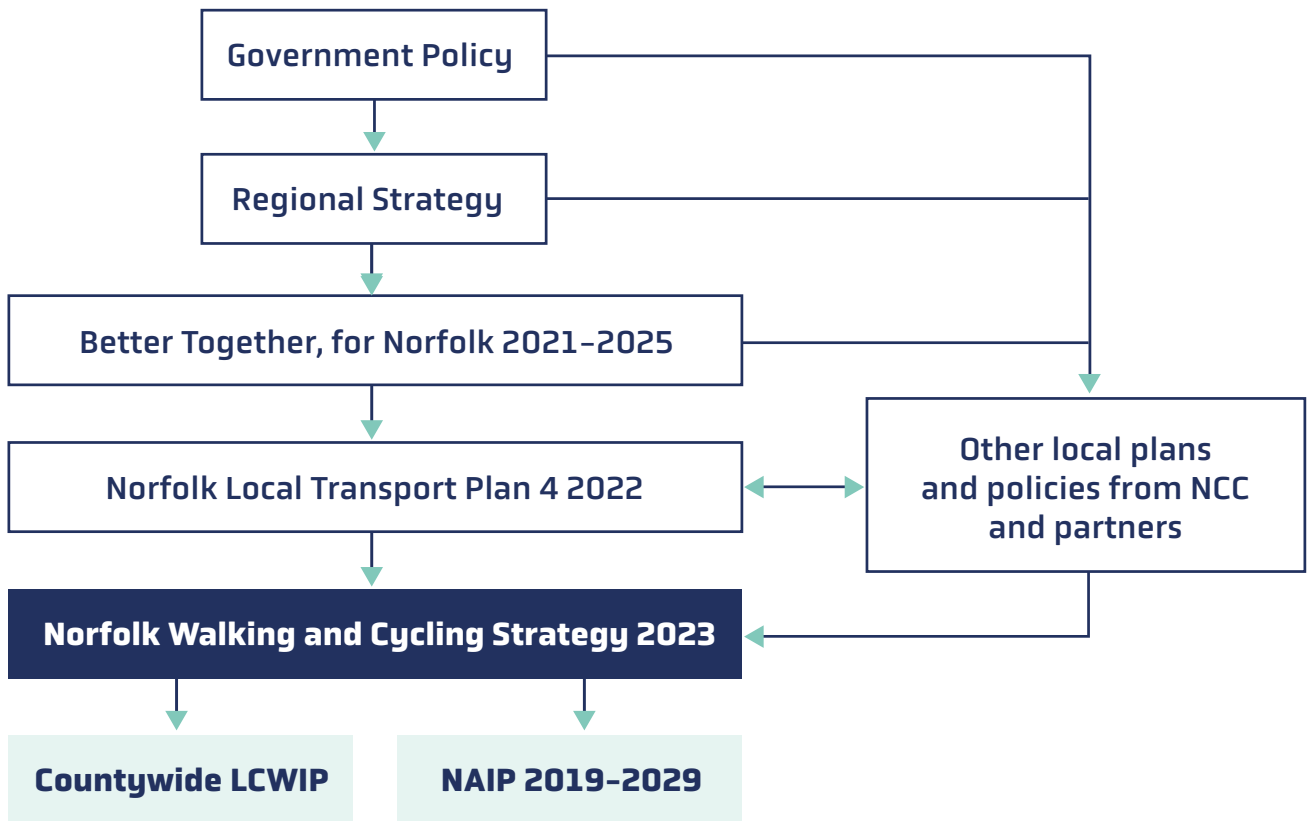 Government Policy
Regional Strategy
Better Together, for Norfolk 2021–2025
Norfolk Local Transport Plan 4 2022
Other local plans
and policies from NCC
and partners
Norfolk Walking and Cycling Strategy 2023
Countywide LCWIP
NAIP 2019–2029